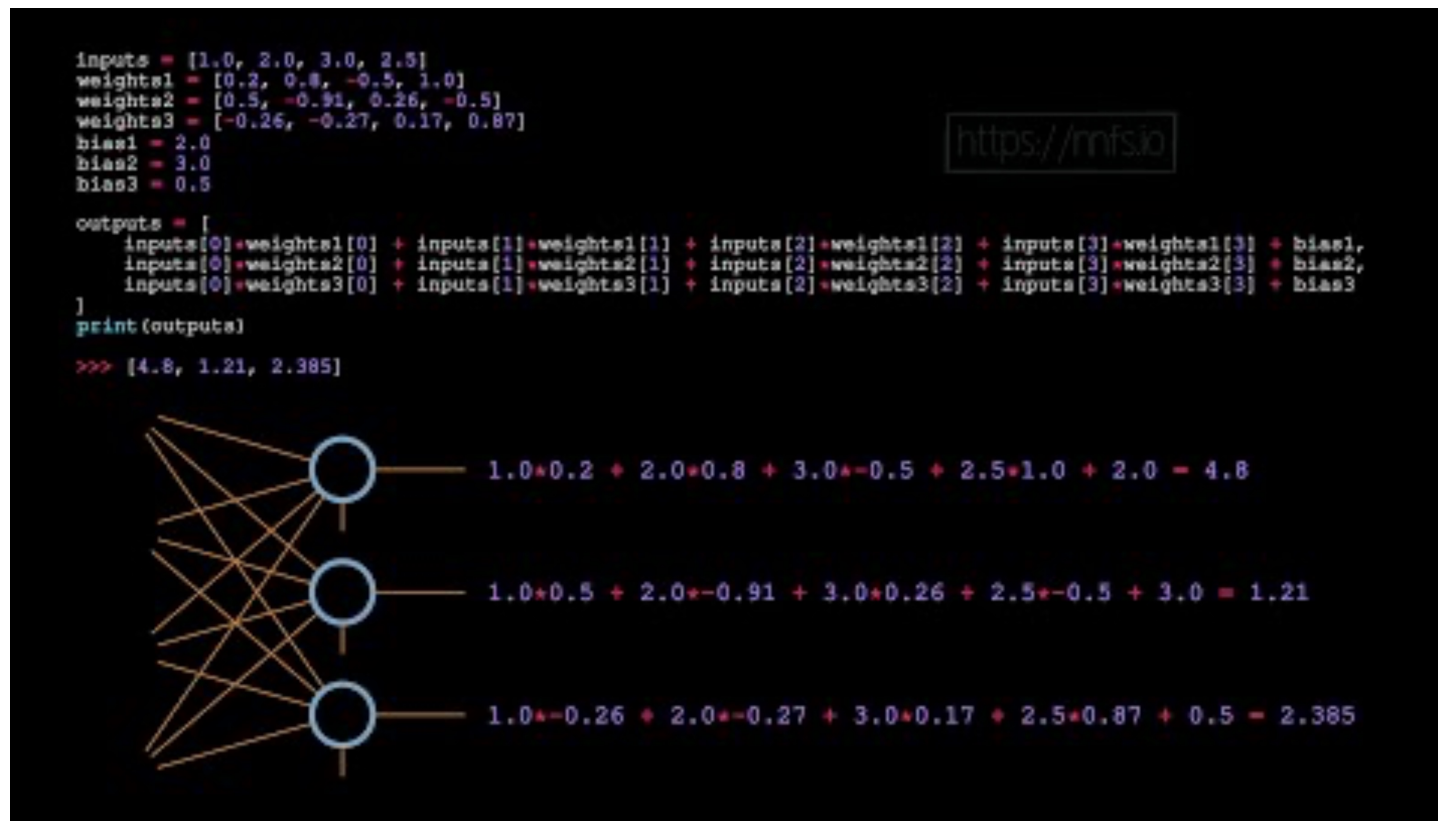 inputs = [1.0, 2.0, 3.0, 2.5]
weights1 = [0.2, 0.8, -0.5, 1.0]
weights2 = [0.5, -0.91, 0.26, -0.5]
weights3 = [-0.26, -0.27, 0.17, 0.87]
bias1 = 2.0
bias2 = 3.0
bias3 = 0.5
https://nnfs.io
outputs = [
    inputs[0]*weights1[0] + inputs[1]*weights1[1] + inputs[2]*weights1[2] + inputs[3]*weights1[3] + bias1,
    inputs[0]*weights2[0] + inputs[1]*weights2[1] + inputs[2]*weights2[2] + inputs[3]*weights2[3] + bias2,
    inputs[0]*weights3[0] + inputs[1]*weights3[1] + inputs[2]*weights3[2] + inputs[3]*weights3[3] + bias3
]
print(outputs)
>>> [4.8, 1.21, 2.385]
1.0*0.2 + 2.0*0.8 + 3.0*-0.5 + 2.5*1.0 + 2.0 = 4.8
1.0*0.5 + 2.0*-0.91 + 3.0*0.26 + 2.5*-0.5 + 3.0 = 1.21
1.0*-0.26 + 2.0*-0.27 + 3.0*0.17 + 2.5*0.87 + 0.5 = 2.385